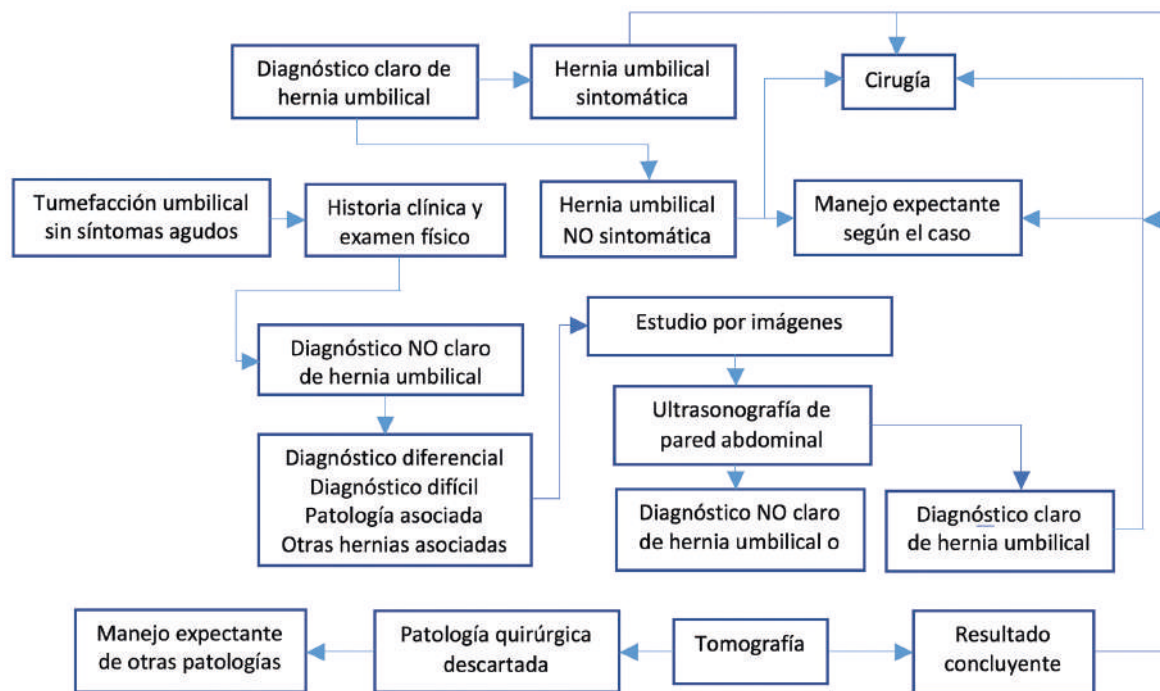 Diagnóstico claro de
hernia umbilical
Hernia umbilical
sintomática
Cirugía
Tumefacción umbilical
sin síntomas agudos
Historia clínica y
examen físico
Hernia umbilical
NO sintomática
Manejo expectante
según el caso
Diagnóstico NO claro
de hernia umbilical
Estudio por imágenes
Ultrasonografía de
pared abdominal
Diagnóstico diferencial
Diagnóstico difícil
Patología asociada
Otras hernias asociadas
Diagnóstico NO claro
de hernia umbilical o
Diagnóstico claro
de hernia umbilical
Manejo expectante
de otras patologías
Patología quirúrgica
descartada
Tomografía
Resultado
concluyente